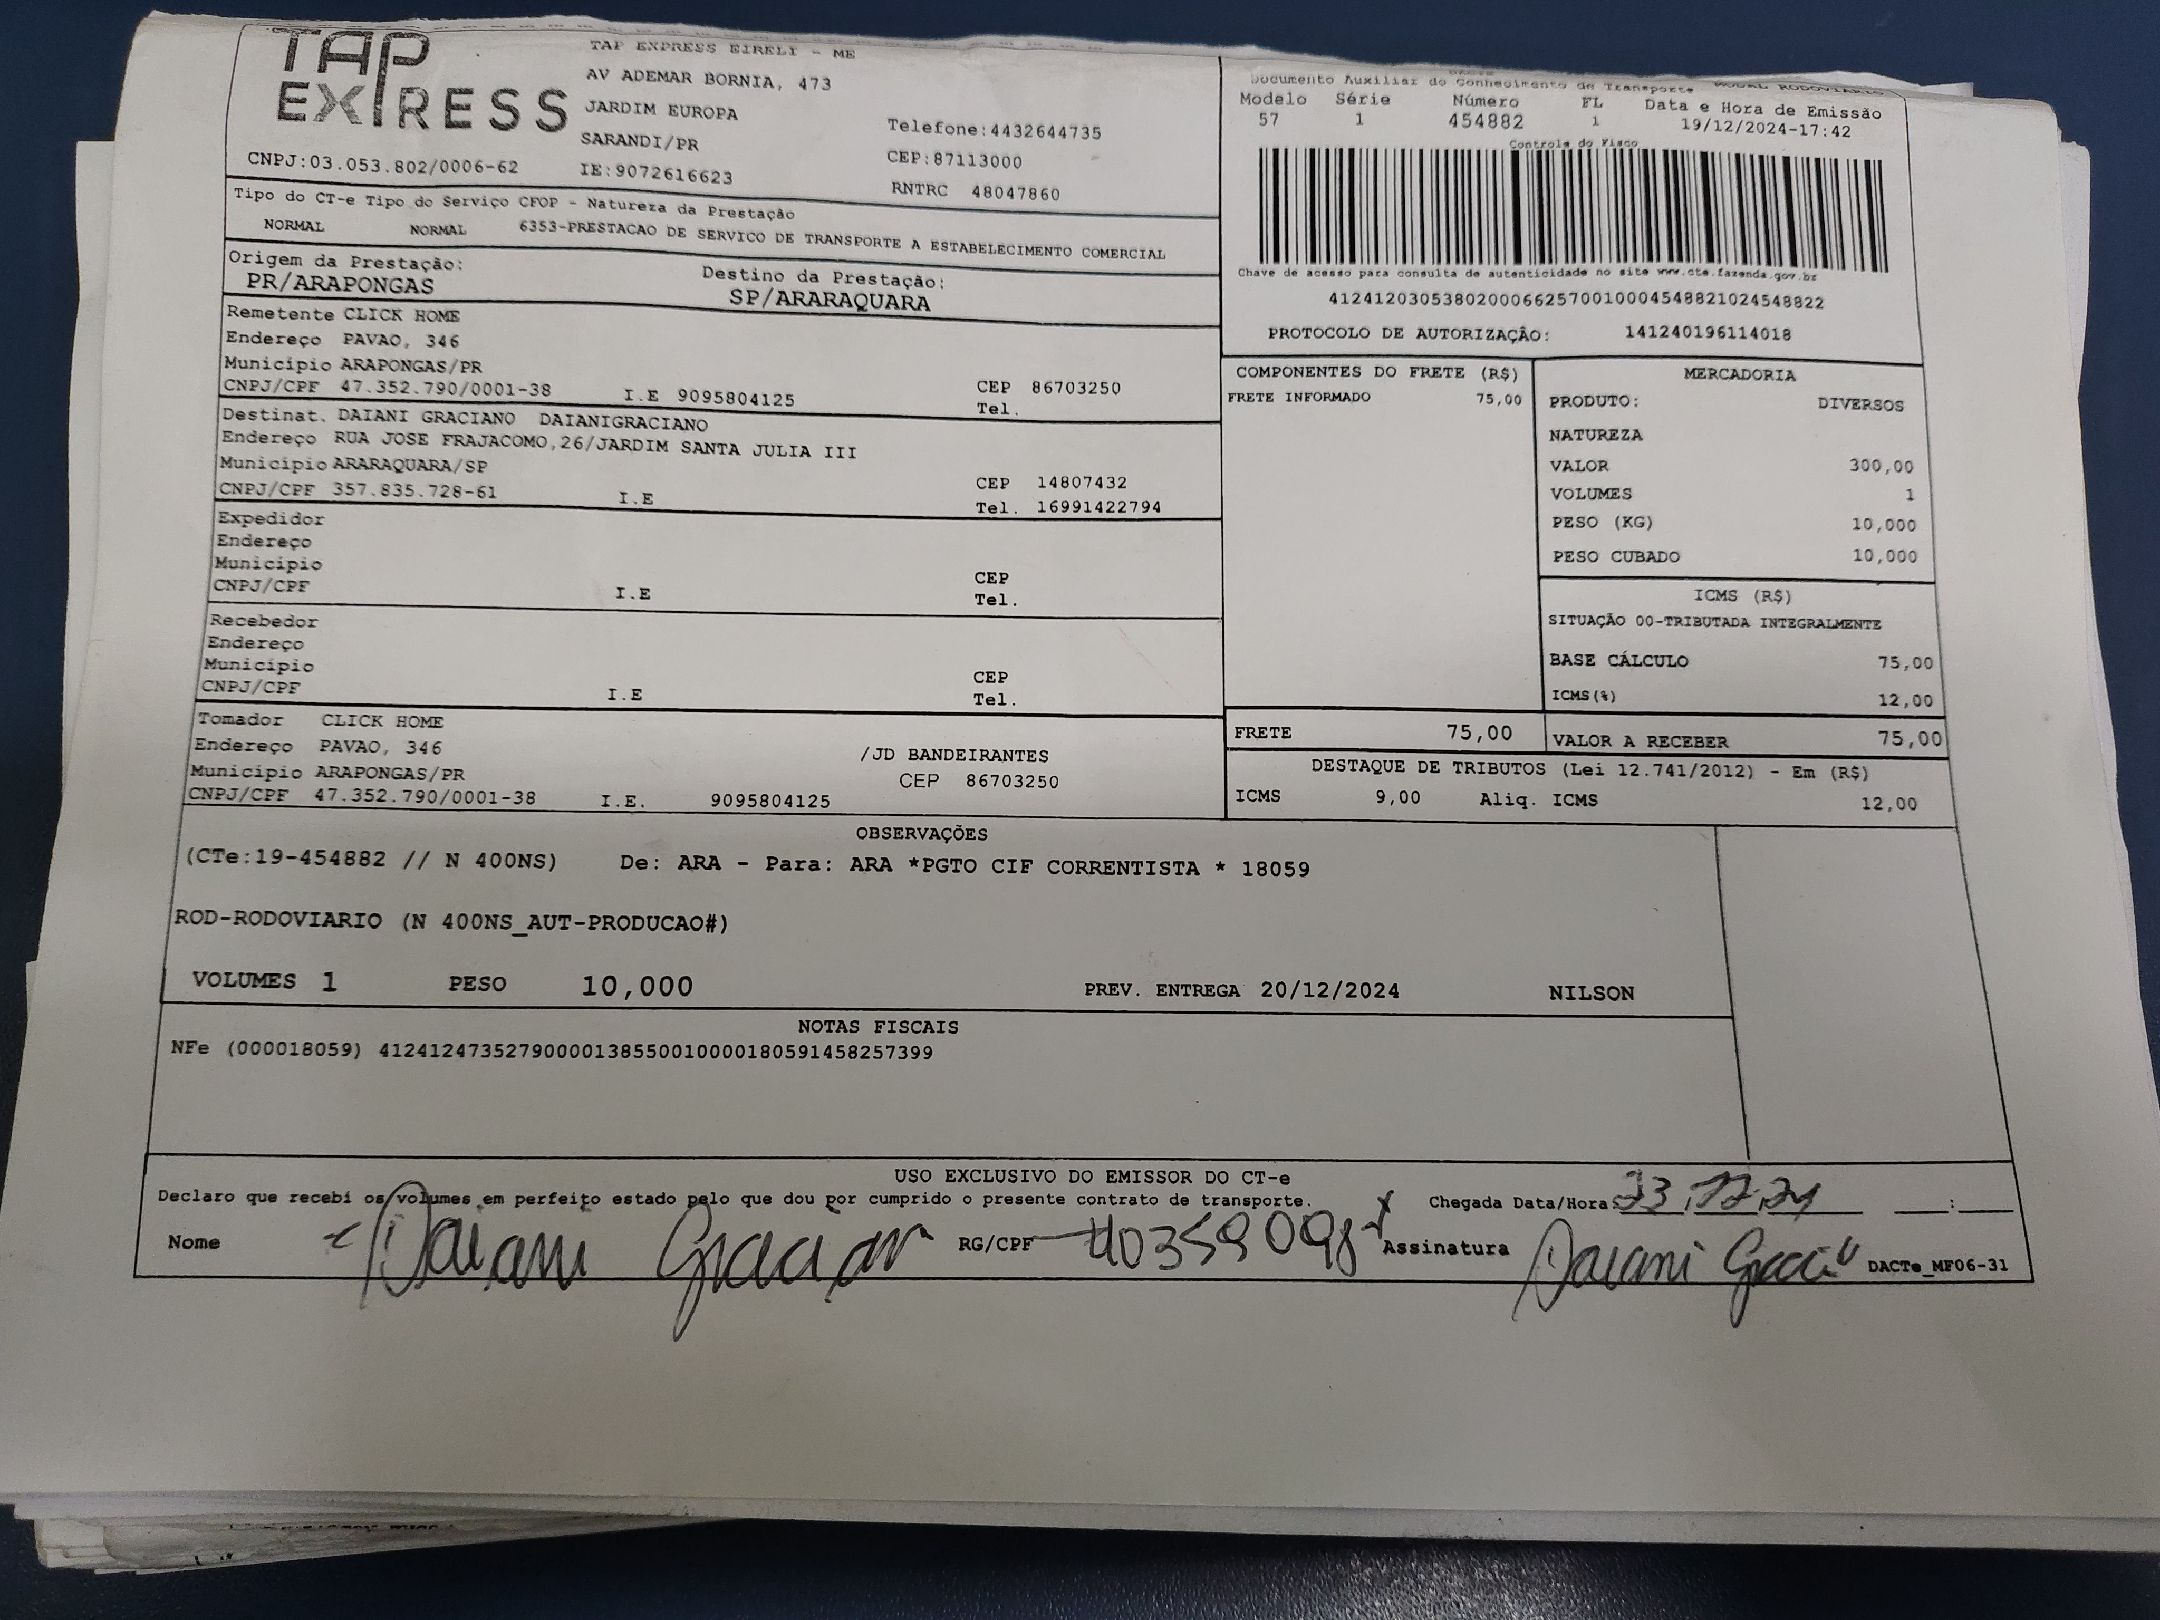 TAP EXPRESS
TAP EXPRESS EIRELI - ME
AV ADEMAR BORNIA, 473
JARDIM EUROPA
SARANDI/PR
Telefone:4432644735
CEP:87113000
CNPJ:03.053.802/0006-62 IE:9072616623 RNTRC 48047860
Documento Auxiliar do Conhecimento de Transporte MODAL RODOVIARIO
Modelo Série Número FL Data e Hora de Emissão
57 1 454882 1 19/12/2024-17:42
Controle do Fisco
Chave de acesso para consulta de autenticidade no site www.cte.fazenda.gov.br
41241203053802000662570010004548821024548822
PROTOCOLO DE AUTORIZAÇÃO: 141240196114018
Tipo do CT-e Tipo do Serviço CFOP - Natureza da Prestação
NORMAL NORMAL 6353-PRESTACAO DE SERVICO DE TRANSPORTE A ESTABELECIMENTO COMERCIAL
Origem da Prestação: Destino da Prestação:
PR/ARAPONGAS SP/ARARAQUARA
Remetente CLICK HOME
Endereço PAVAO, 346
Município ARAPONGAS/PR
CNPJ/CPF 47.352.790/0001-38 I.E 9095804125 CEP 86703250
Tel.
Destinat. DAIANI GRACIANO DAIANIGRACIANO
Endereço RUA JOSE FRAJACOMO,26/JARDIM SANTA JULIA III
Município ARARAQUARA/SP CEP 14807432
CNPJ/CPF 357.835.728-61 I.E Tel. 16991422794
Expedidor
Endereço
Município CEP
CNPJ/CPF I.E Tel.
Recebedor
Endereço
Município CEP
CNPJ/CPF I.E Tel.
Tomador CLICK HOME
Endereço PAVAO, 346 /JD BANDEIRANTES
Município ARAPONGAS/PR CEP 86703250
CNPJ/CPF 47.352.790/0001-38 I.E. 9095804125
COMPONENTES DO FRETE (R$)
FRETE INFORMADO 75,00
MERCADORIA
PRODUTO: DIVERSOS
NATUREZA
VALOR 300,00
VOLUMES 1
PESO (KG) 10,000
PESO CUBADO 10,000
ICMS (R$)
SITUAÇÃO 00-TRIBUTADA INTEGRALMENTE
BASE CÁLCULO 75,00
ICMS(%) 12,00
FRETE 75,00 VALOR A RECEBER 75,00
DESTAQUE DE TRIBUTOS (Lei 12.741/2012) - Em (R$)
ICMS 9,00 Aliq. ICMS 12,00
OBSERVAÇÕES
(CTe:19-454882 // N 400NS) De: ARA - Para: ARA *PGTO CIF CORRENTISTA * 18059
ROD-RODOVIARIO (N 400NS_AUT-PRODUCAO#)
VOLUMES 1 PESO 10,000 PREV. ENTREGA 20/12/2024 NILSON
NOTAS FISCAIS
NFe (000018059) 41241247352790000138550010000180591458257399
USO EXCLUSIVO DO EMISSOR DO CT-e
Declaro que recebi os volumes em perfeito estado pelo que dou por cumprido o presente contrato de transporte. Chegada Data/Hora: 23.12.24 ____:____
Nome Daiani Graciano RG/CPF 40359098 Assinatura Daiani DACTe_MF06-31